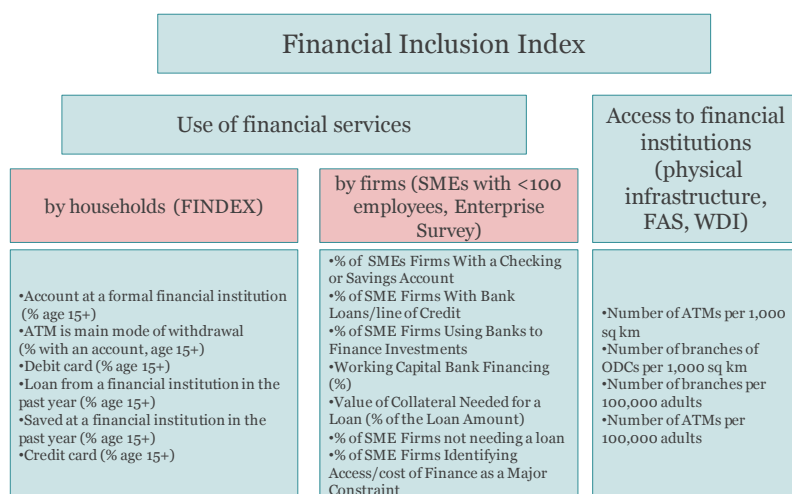 Financial Inclusion Index
Use of financial services
Access to financial
institutions
(physical
infrastructure,
FAS, WDI)
by households (FINDEX)
by firms (SMEs with <100
employees, Enterprise
Survey)
•Account at a formal financial institution
(% age 15+)
•ATM is main mode of withdrawal
(% with an account, age 15+)
•Debit card (% age 15+)
•Loan from a financial institution in the
past year (% age 15+)
•Saved at a financial institution in the
past year (% age 15+)
•Credit card (% age 15+)
•% of SMEs Firms With a Checking
or Savings Account
•% of SME Firms With Bank
Loans/line of Credit
•% of SME Firms Using Banks to
Finance Investments
•Working Capital Bank Financing
(%)
•Value of Collateral Needed for a
Loan (% of the Loan Amount)
•% of SME Firms not needing a loan
•% of SME Firms Identifying
Access/cost of Finance as a Major
Constraint
•Number of ATMs per 1,000
sq km
•Number of branches of
ODCs per 1,000 sq km
•Number of branches per
100,000 adults
•Number of ATMs per
100,000 adults